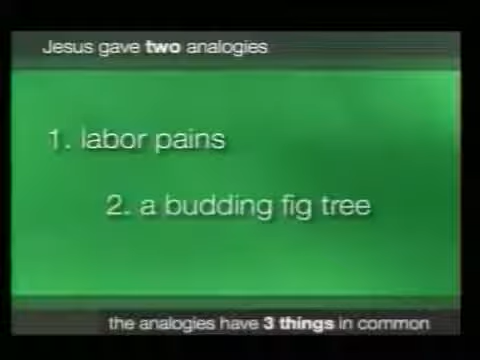 Jesus gave two analogies
1. labor pains
2. a budding fig tree
the analogies have 3 things in common